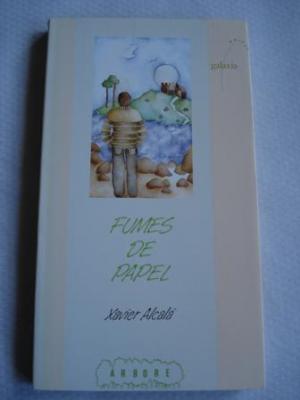 galaxia
FUMES
DE
PAPEL
Xavier Alcalá
ARBORE